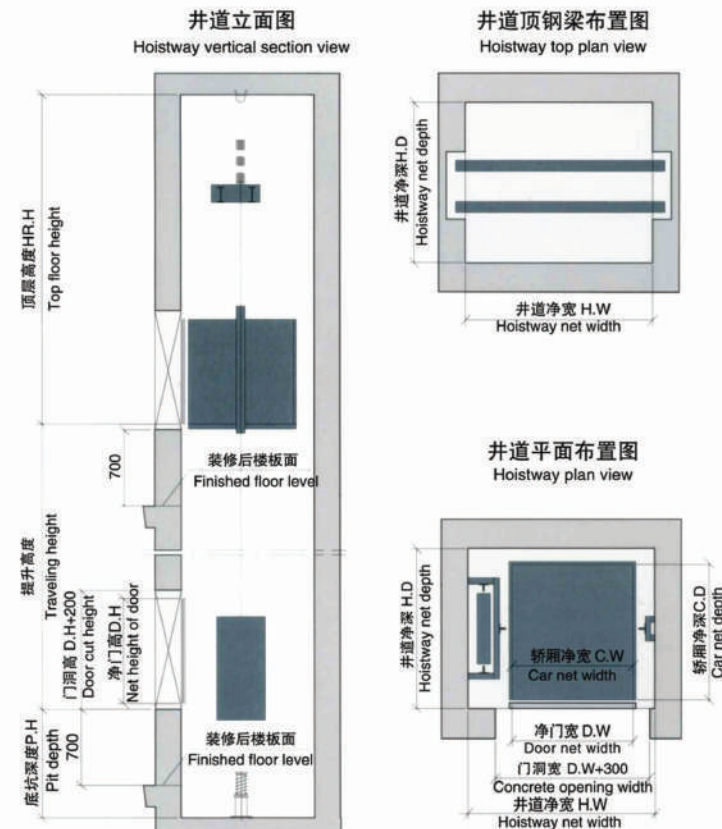 井道立面图
Hoistway vertical section view
顶层高度HR.H
Top floor height
700
装修后楼板面
Finished floor level
提升高度
Traveling height
门洞高 D.H+200
Door cut height
净门高D.H
Net height of door
底坑深度P.H
Pit depth
700
装修后楼板面
Finished floor level
井道顶钢梁布置图
Hoistway top plan view
井道净深H.D
Hoistway net depth
井道净宽 H.W
Hoistway net width
井道平面布置图
Hoistway plan view
井道净深 H.D
Hoistway net depth
轿厢净宽 C.W
Car net width
轿厢净深C.D
Car net depth
净门宽 D.W
Door net width
门洞宽 D.W+300
Concrete opening width
井道净宽 H.W
Hoistway net width